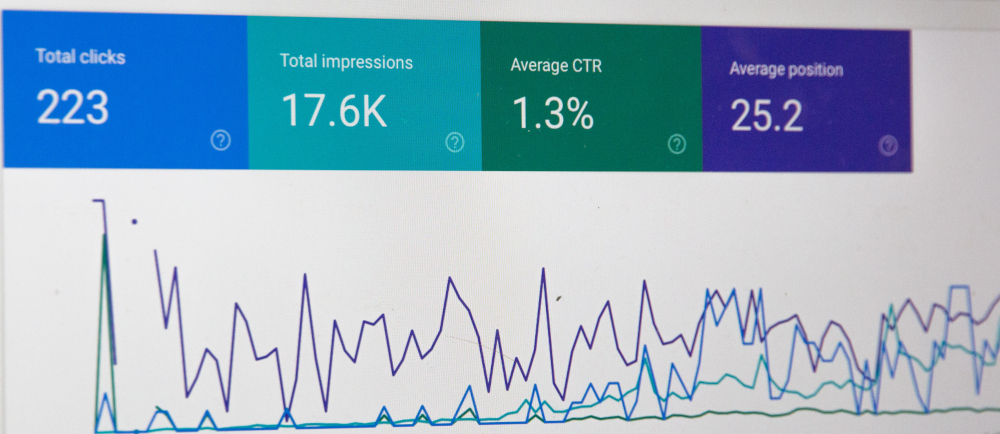 Total clicks
223
Total impressions
17.6K
Average CTR
1.3%
Average position
25.2